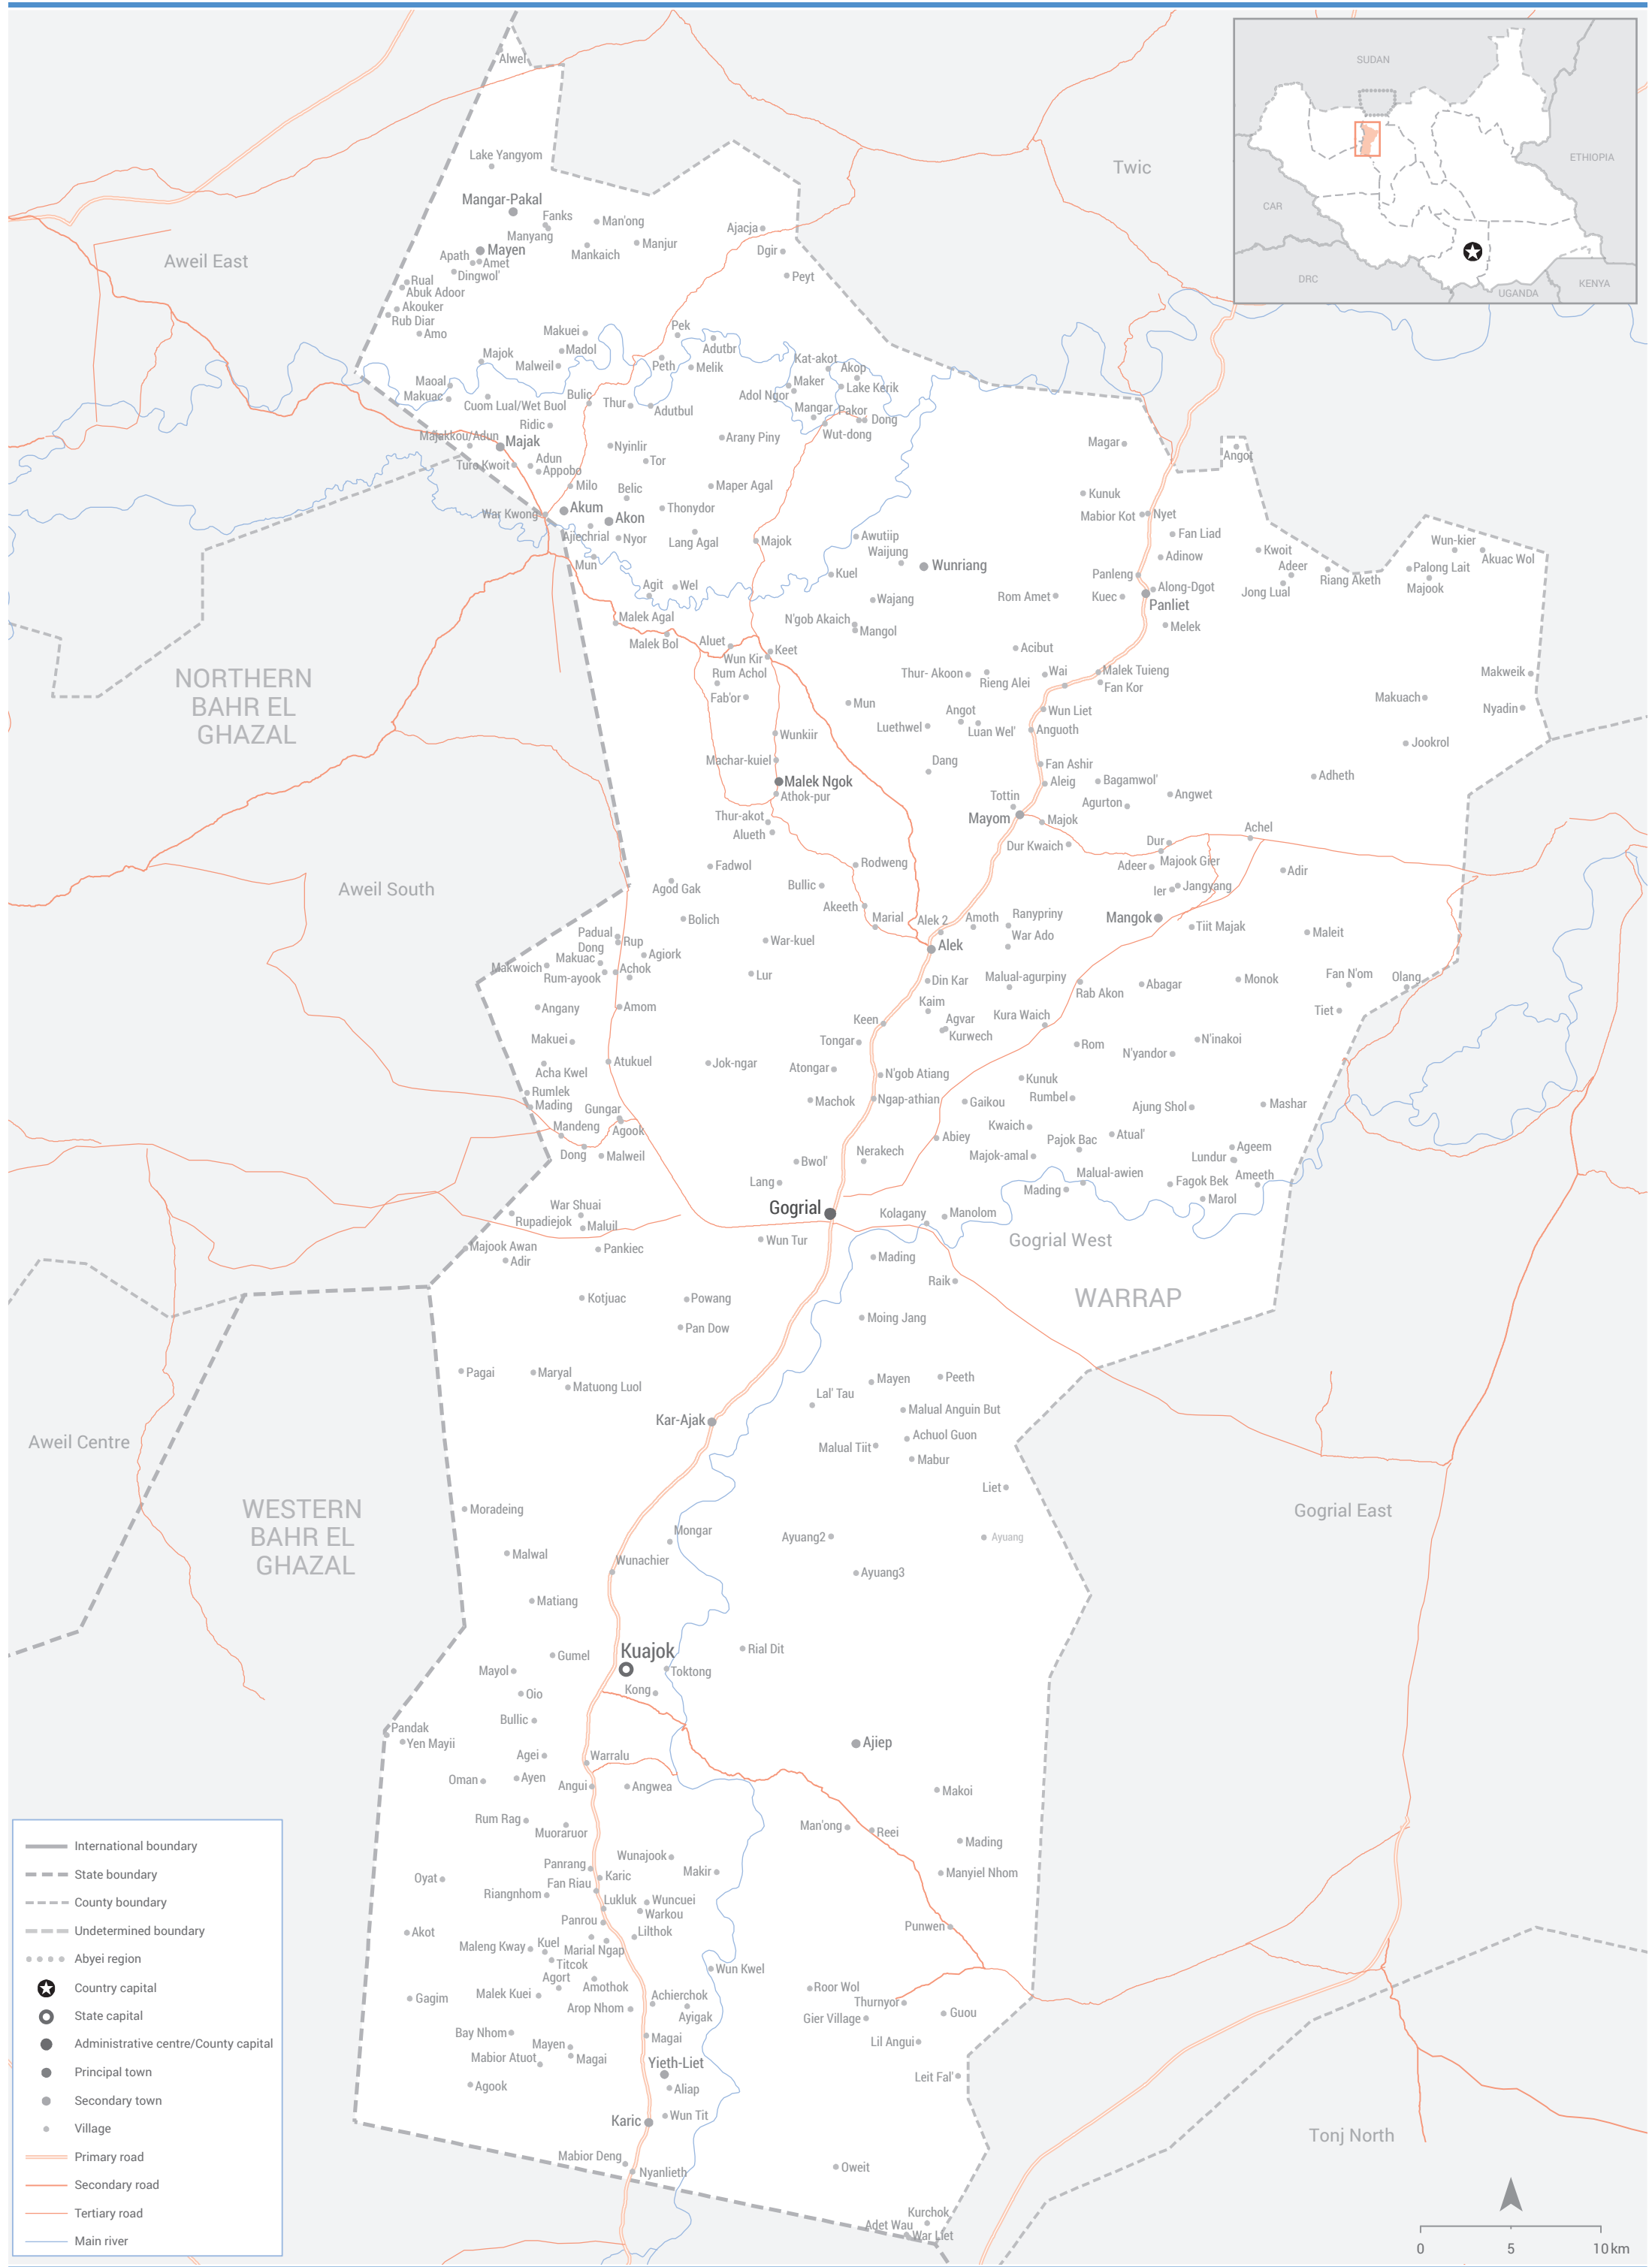 Alwel
SUDAN
ETHIOPIA
CAR
DRC
UGANDA
KENYA
Lake Yangyom
Twic
Mangar-Pakal
Fanks
Man'ong
Manyang
Ajacja
Manjur
Mankaich
Mayen
Dgir
Apath
Amet
Aweil East
Dingwol'
Peyt
Rual
Abuk Adoor
Akouker
Rub Diar
Amo
Makuei
Pek
Adutbr
Madol
Majok
Malweil
Peth
Melik
Kat-akot
Akop
Maker
Lake Kerik
Maoal
Makuac
Adol Ngor
Cuom Lual/Wet Buol
Bulic
Thur
Adutbul
Mangar
Pakor
Dong
Ridic
Wut-dong
Majakkou/Adun
Majak
Arany Piny
Magar
Nyinlir
Angot
Turo Kwoit
Adun
Appobo
Tor
Milo
Belic
Maper Agal
Kunuk
War Kwong
Akum
Thonydor
Mabior Kot
Nyet
Akon
Ajiechrial
Nyor
Lang Agal
Majok
Awutiip
Fan Liad
Waijung
Wun-kier
Kwoit
Adinow
Akuac Wol
Mun
Wunriang
Adeer
Palong Lait
Kuel
Panleng
Riang Aketh
Agit
Wel
Along-Dgot
Jong Lual
Majook
Wajang
Rom Amet
Kuec
Panliet
Malek Agal
N'gob Akaich
Mangol
Melek
Malek Bol
Aluet
Keet
Acibut
Wun Kir
Rum Achol
Thur- Akoon
Rieng Alei
Wai
Malek Tuieng
Makweik
NORTHERN
BAHR EL
GHAZAL
Fab'or
Fan Kor
Makuach
Mun
Angot
Wun Liet
Nyadin
Luethwel
Luan Wel'
Anguoth
Wunkiir
Jookrol
Machar-kuiel
Dang
Fan Ashir
Malek Ngok
Aleig
Bagamwol'
Adheth
Athok-pur
Tottin
Agurton
Angwet
Thur-akot
Mayom
Majok
Alueth
Achel
Dur Kwaich
Dur
Majook Gier
Fadwol
Rodweng
Adeer
Adir
Aweil South
Agod Gak
Bullic
Ier
Jangyang
Akeeth
Bolich
Marial
Alek 2
Amoth
Ranypriny
Mangok
Padual
Rup
War-kuel
War Ado
Tiit Majak
Maleit
Dong
Alek
Makuac
Agiork
Makwoich
Achok
Rum-ayook
Lur
Din Kar
Malual-agurpiny
Rab Akon
Abagar
Monok
Fan N'om
Olang
Angany
Amom
Kaim
Tiet
Agvar
Kura Waich
Keen
Kurwech
Makuei
Tongar
Rom
N'inakoi
N'yandor
Acha Kwel
Atukuel
Jok-ngar
Atongar
N'gob Atiang
Kunuk
Rumlek
Mading
Machok
Ngap-athian
Gaikou
Rumbel
Ajung Shol
Mashar
Gungar
Mandeng
Agook
Kwaich
Abiey
Pajok Bac
Atual'
Dong
Malweil
Nerakech
Majok-amal
Ageem
Bwol'
Lundur
Lang
Malual-awien
Ameeth
Mading
Fagok Bek
War Shuai
Marol
Gogrial
Rupadiejok
Maluil
Kolagany
Manolom
Wun Tur
Gogrial West
Majook Awan
Pankiec
Adir
Mading
Raik
WARRAP
Kotjuac
Powang
Moing Jang
Pan Dow
Pagai
Maryal
Mayen
Peeth
Matuong Luol
Lal' Tau
Malual Anguin But
Kar-Ajak
Aweil Centre
Achuol Guon
Malual Tiit
Mabur
Liet
WESTERN
BAHR EL
GHAZAL
Moradeing
Gogrial East
Mongar
Ayuang2
Ayuang
Malwal
Wunachier
Ayuang3
Matiang
Kuajok
Rial Dit
Gumel
Mayol
Toktong
Oio
Kong
Bullic
Pandak
Yen Mayii
Ajiep
Agei
Warralu
Oman
Ayen
Angui
Angwea
Makoi
Rum Rag
Muoraruor
Man'ong
Reei
Mading
International boundary
Wunajook
Panrang
Makir
State boundary
Oyat
Karic
Manyiel Nhom
Fan Riau
Riangnhom
County boundary
Lukluk
Wuncuei
Warkou
Panrou
Punwen
Undetermined boundary
Akot
Lilthok
Maleng Kway
Kuel
Marial Ngap
Abyei region
Titcok
Wun Kwel
Agort
Amothok
Roor Wol
Country capital
Gagim
Malek Kuei
Achierchok
Arop Nhom
Thurnyor
Ayigak
Guou
State capital
Gier Village
Bay Nhom
Magai
Lil Angui
Administrative centre/County capital
Mayen
Mabior Atuot
Magai
Yieth-Liet
Principal town
Leit Fal'
Agook
Aliap
Secondary town
Karic
Wun Tit
Village
Tonj North
Mabior Deng
Primary road
Nyanlieth
Oweit
Secondary road
Kurchok
Tertiary road
Adet Wau
War Liet
Main river
0 5 10 km